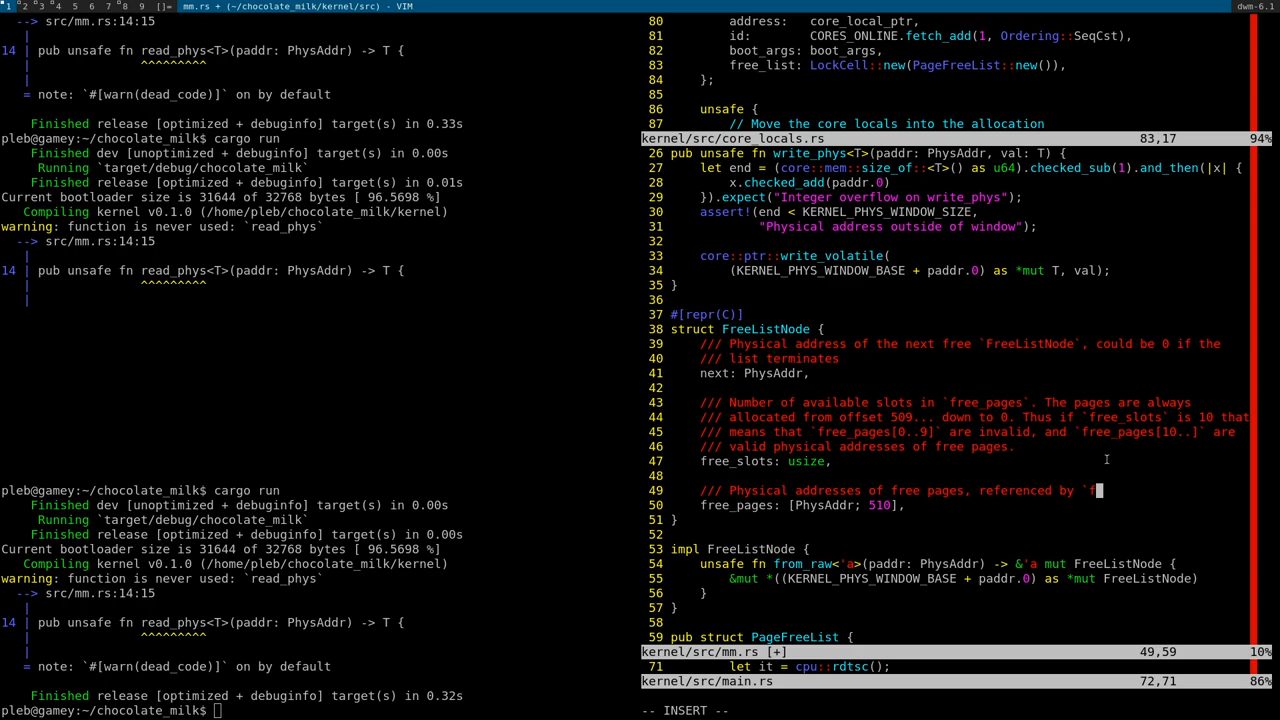 1 2 3 4 5 6 7 8 9 []= mm.rs + (~/chocolate_milk/kernel/src) - VIM dwm-6.1
  --> src/mm.rs:14:15
   |
14 | pub unsafe fn read_phys<T>(paddr: PhysAddr) -> T {
   |               ^^^^^^^^^
   |
   = note: `#[warn(dead_code)]` on by default
    Finished release [optimized + debuginfo] target(s) in 0.33s
pleb@gamey:~/chocolate_milk$ cargo run
    Finished dev [unoptimized + debuginfo] target(s) in 0.00s
     Running `target/debug/chocolate_milk`
    Finished release [optimized + debuginfo] target(s) in 0.01s
Current bootloader size is 31644 of 32768 bytes [ 96.5698 %]
   Compiling kernel v0.1.0 (/home/pleb/chocolate_milk/kernel)
warning: function is never used: `read_phys`
  --> src/mm.rs:14:15
   |
14 | pub unsafe fn read_phys<T>(paddr: PhysAddr) -> T {
   |               ^^^^^^^^^
   |
pleb@gamey:~/chocolate_milk$ cargo run
    Finished dev [unoptimized + debuginfo] target(s) in 0.00s
     Running `target/debug/chocolate_milk`
    Finished release [optimized + debuginfo] target(s) in 0.00s
Current bootloader size is 31644 of 32768 bytes [ 96.5698 %]
   Compiling kernel v0.1.0 (/home/pleb/chocolate_milk/kernel)
warning: function is never used: `read_phys`
  --> src/mm.rs:14:15
   |
14 | pub unsafe fn read_phys<T>(paddr: PhysAddr) -> T {
   |               ^^^^^^^^^
   |
   = note: `#[warn(dead_code)]` on by default
    Finished release [optimized + debuginfo] target(s) in 0.32s
pleb@gamey:~/chocolate_milk$
80         address:   core_local_ptr,
81         id:        CORES_ONLINE.fetch_add(1, Ordering::SeqCst),
82         boot_args: boot_args,
83         free_list: LockCell::new(PageFreeList::new()),
84     };
85
86     unsafe {
87         // Move the core locals into the allocation
kernel/src/core_locals.rs 83,17 94%
26 pub unsafe fn write_phys<T>(paddr: PhysAddr, val: T) {
27     let end = (core::mem::size_of::<T>() as u64).checked_sub(1).and_then(|x| {
28         x.checked_add(paddr.0)
29     }).expect("Integer overflow on write_phys");
30     assert!(end < KERNEL_PHYS_WINDOW_SIZE,
31             "Physical address outside of window");
32
33     core::ptr::write_volatile(
34         (KERNEL_PHYS_WINDOW_BASE + paddr.0) as *mut T, val);
35 }
36
37 #[repr(C)]
38 struct FreeListNode {
39     /// Physical address of the next free `FreeListNode`, could be 0 if the
40     /// list terminates
41     next: PhysAddr,
42
43     /// Number of available slots in `free_pages`. The pages are always
44     /// allocated from offset 509... down to 0. Thus if `free_slots` is 10 that
45     /// means that `free_pages[0..9]` are invalid, and `free_pages[10..]` are
46     /// valid physical addresses of free pages.
47     free_slots: usize,
48
49     /// Physical addresses of free pages, referenced by `f
50     free_pages: [PhysAddr; 510],
51 }
52
53 impl FreeListNode {
54     unsafe fn from_raw<'a>(paddr: PhysAddr) -> &'a mut FreeListNode {
55         &mut *((KERNEL_PHYS_WINDOW_BASE + paddr.0) as *mut FreeListNode)
56     }
57 }
58
59 pub struct PageFreeList {
kernel/src/mm.rs [+] 49,59 10%
71         let it = cpu::rdtsc();
kernel/src/main.rs 72,71 86%
-- INSERT --